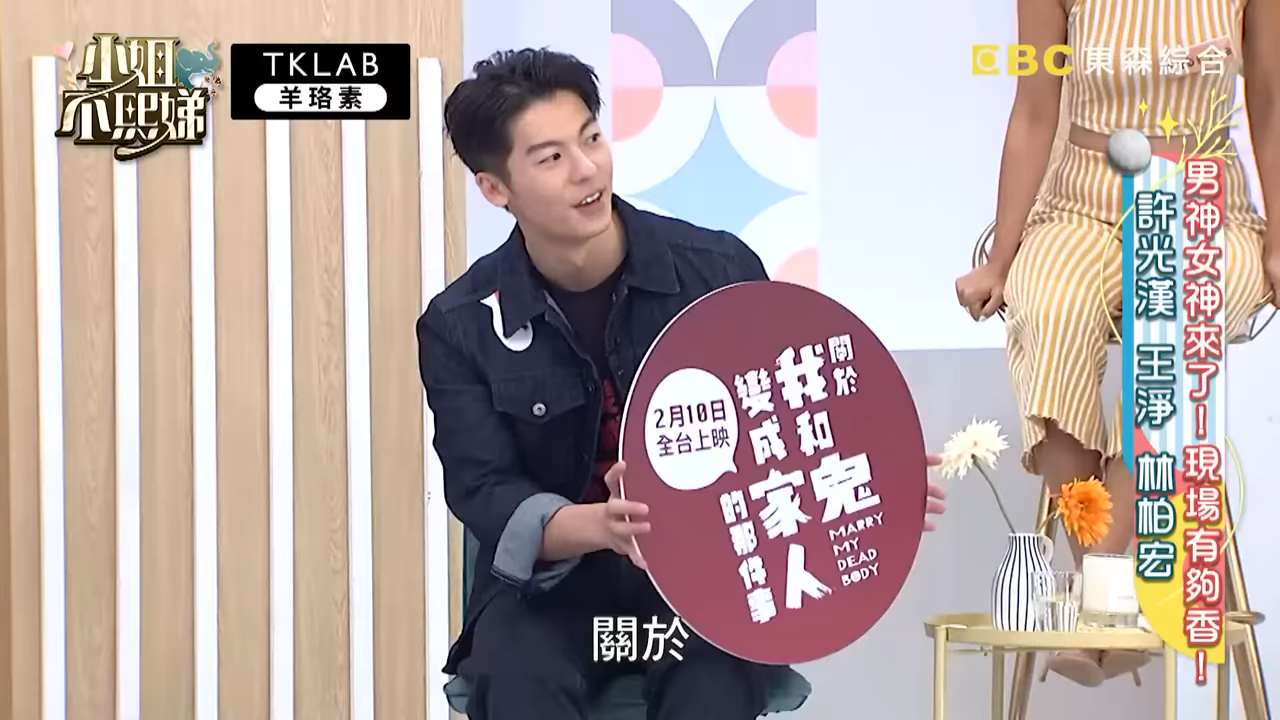 小姐
不熙娣
TKLAB
羊珞素
EBC 東森綜合
男神女神來了！現場有夠香！
許光漢 王淨 林柏宏
關於
我和鬼
變成家人
的那件事
MARRY
MY
DEAD
BODY
2月10日
全台上映
關於